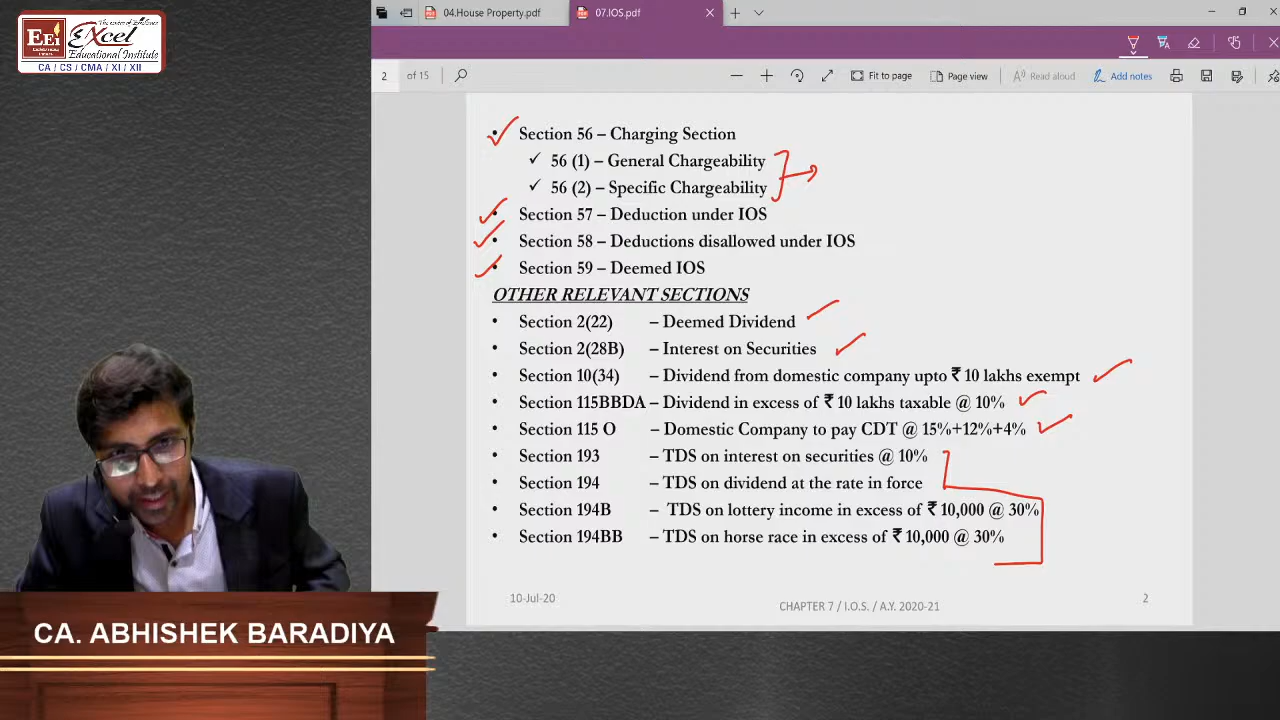 The centre of Excellence
EEi
EXcel
Educational Institute
CA / CS / CMA / XI / XII
04.House Property.pdf
07.IOS.pdf
2 of 15
Fit to page
Page view
Read aloud
Add notes
• Section 56 – Charging Section
✓ 56 (1) – General Chargeability
✓ 56 (2) – Specific Chargeability
• Section 57 – Deduction under IOS
• Section 58 – Deductions disallowed under IOS
• Section 59 – Deemed IOS
OTHER RELEVANT SECTIONS
• Section 2(22) – Deemed Dividend
• Section 2(28B) – Interest on Securities
• Section 10(34) – Dividend from domestic company upto ₹ 10 lakhs exempt
• Section 115BBDA – Dividend in excess of ₹ 10 lakhs taxable @ 10%
• Section 115 O – Domestic Company to pay CDT @ 15%+12%+4%
• Section 193 – TDS on interest on securities @ 10%
• Section 194 – TDS on dividend at the rate in force
• Section 194B – TDS on lottery income in excess of ₹ 10,000 @ 30%
• Section 194BB – TDS on horse race in excess of ₹ 10,000 @ 30%
10-Jul-20
CHAPTER 7 / I.O.S. / A.Y. 2020-21
2
CA. ABHISHEK BARADIYA